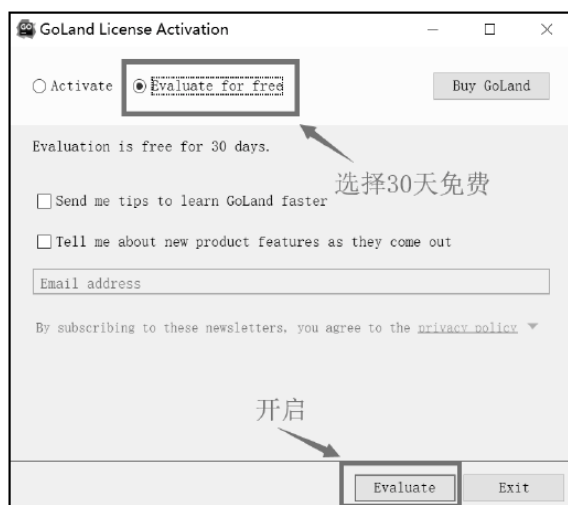 GoLand License Activation
Activate Evaluate for free Buy GoLand
Evaluation is free for 30 days.
选择30天免费
Send me tips to learn GoLand faster
Tell me about new product features as they come out
Email address
By subscribing to these newsletters, you agree to the privacy policy
开启
Evaluate Exit